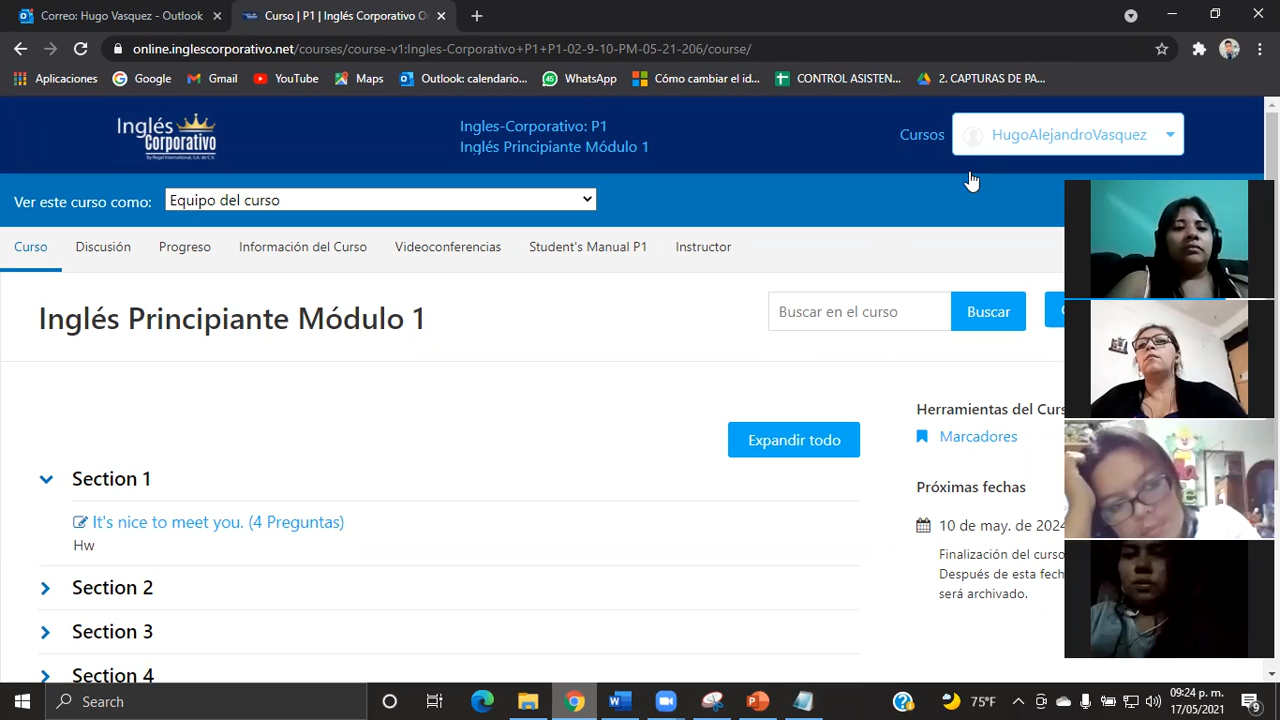 Correo: Hugo Vasquez - Outlook
Curso | P1 | Inglés Corporativo O
online.inglescorporativo.net/courses/course-v1:Ingles-Corporativo+P1+P1-02-9-10-PM-05-21-206/course/
Aplicaciones Google Gmail YouTube Maps Outlook: calendario... WhatsApp Cómo cambiar el id... CONTROL ASISTEN... 2. CAPTURAS DE PA...
Inglés
Corporativo
By Regal International, S.A. de C.V.
Ingles-Corporativo: P1
Inglés Principiante Módulo 1
Cursos HugoAlejandroVasquez
Ver este curso como: Equipo del curso
Curso Discusión Progreso Información del Curso Videoconferencias Student's Manual P1 Instructor
Inglés Principiante Módulo 1
Buscar en el curso Buscar
Herramientas del Curs
Marcadores
Expandir todo
Section 1
It's nice to meet you. (4 Preguntas)
Hw
Próximas fechas
10 de may. de 2024
Finalización del curso
Después de esta fech
será archivado.
Section 2
Section 3
Section 4
Search
75°F
09:24 p. m.
17/05/2021
9